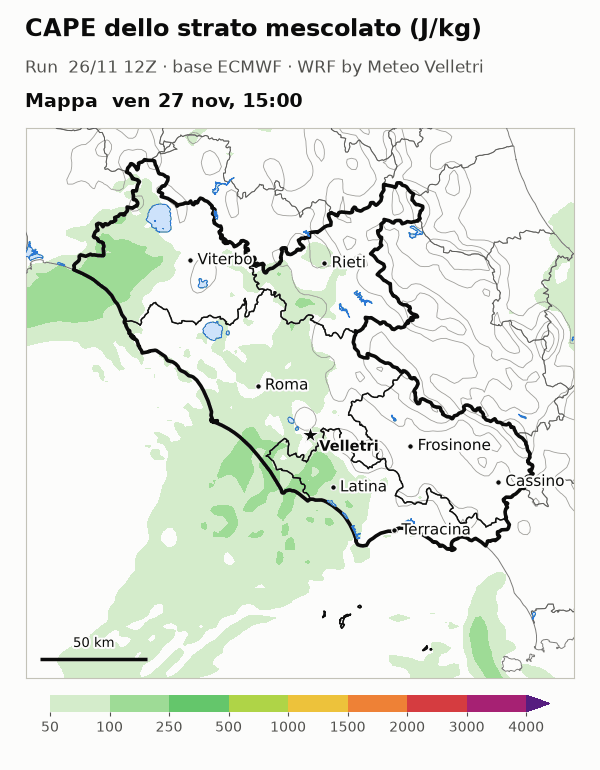 CAPE dello strato mescolato (J/kg)
Run  26/11 12Z · base ECMWF · WRF by Meteo Velletri
Mappa  ven 27 nov, 15:00
Viterbo
Rieti
Roma
Velletri
Frosinone
Latina
Cassino
Terracina
50 km
50 100 250 500 1000 1500 2000 3000 4000